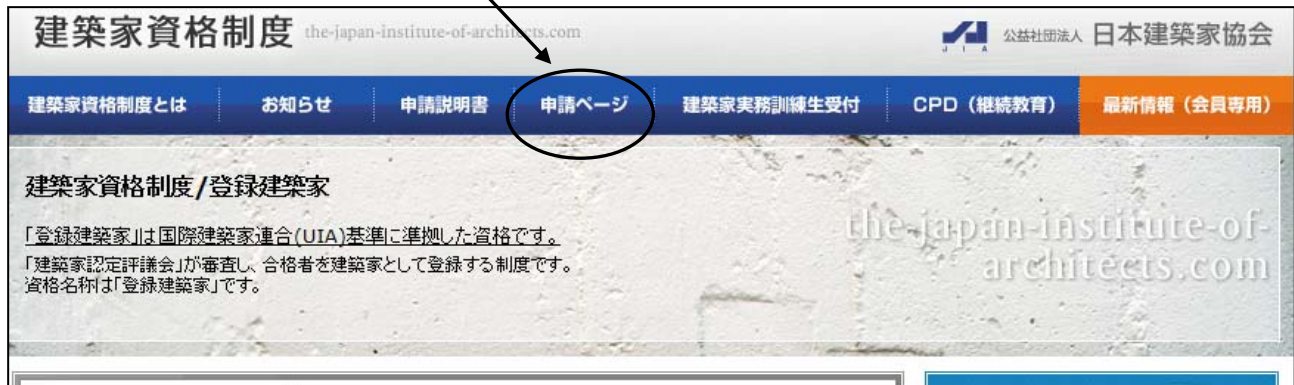 建築家資格制度 the-japan-institute-of-architects.com
JIA 公益社団法人 日本建築家協会
建築家資格制度とは お知らせ 申請説明書 申請ページ 建築家実務訓練生受付 CPD（継続教育） 最新情報（会員専用）
建築家資格制度/登録建築家
「登録建築家」は国際建築家連合(UIA)基準に準拠した資格です。
「建築家認定評議会」が審査し、合格者を建築家として登録する制度です。
資格名称は「登録建築家」です。
the-japan-institute-of-
architects.com